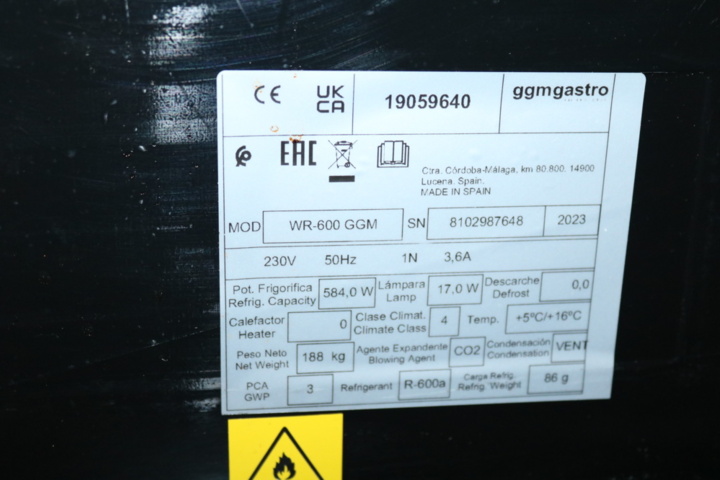 CE UK CA 19059640 ggmgastro
EAC
Ctra. Córdoba-Málaga, km 80.800. 14900
Lucena. Spain.
MADE IN SPAIN
MOD WR-600 GGM SN 8102987648 2023
230V 50Hz 1N 3,6A
Pot. Frigorifica Refrig. Capacity 584,0 W Lámpara Lamp 17,0 W Descarche Defrost 0,0
Calefactor Heater 0 Clase Climat. Climate Class 4 Temp. +5ºC/+16ºC
Peso Neto Net Weight 188 kg Agente Expandente Blowing Agent CO2 Condensación Condensation VENT
PCA GWP 3 Refrigerant R-600a Carga Refrig. Refrig. Weight 86 g